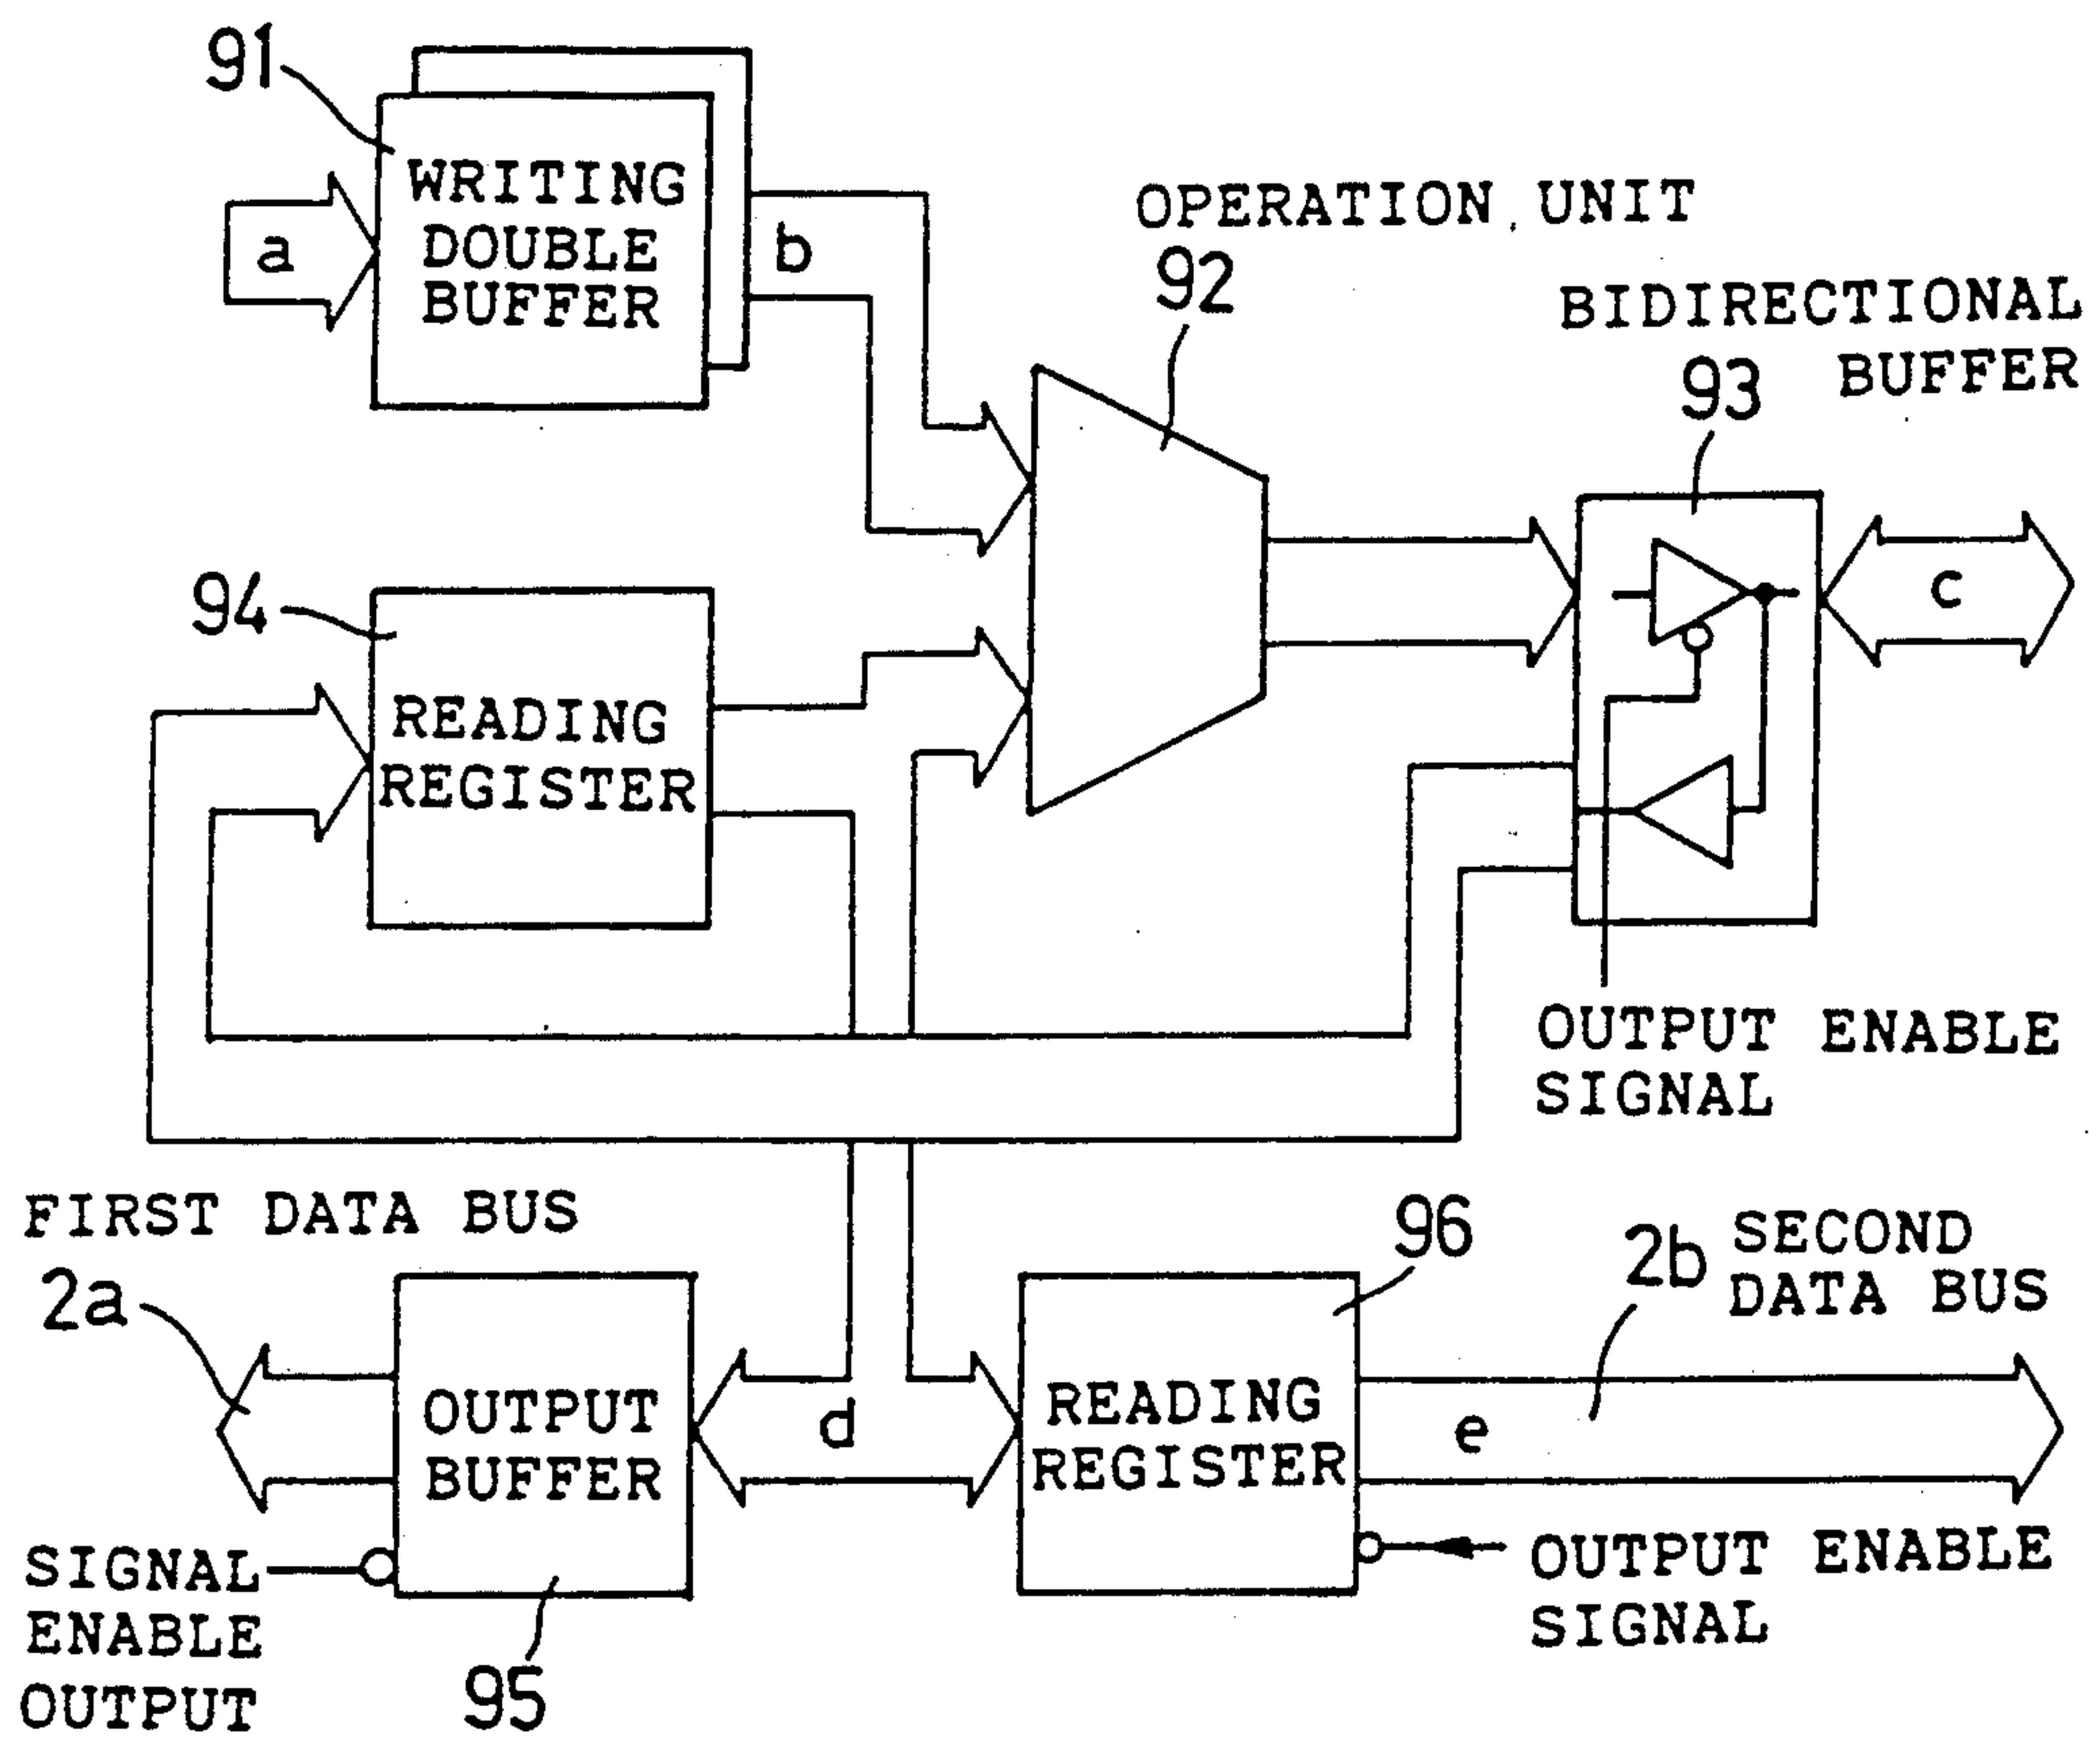 91
WRITING
DOUBLE
BUFFER
a
b
OPERATION UNIT
92
BIDIRECTIONAL
BUFFER
93
c
94
READING
REGISTER
OUTPUT ENABLE
SIGNAL
FIRST DATA BUS
2a
OUTPUT
BUFFER
d
96
READING
REGISTER
2b
SECOND
DATA BUS
e
SIGNAL
ENABLE
OUTPUT
95
OUTPUT ENABLE
SIGNAL